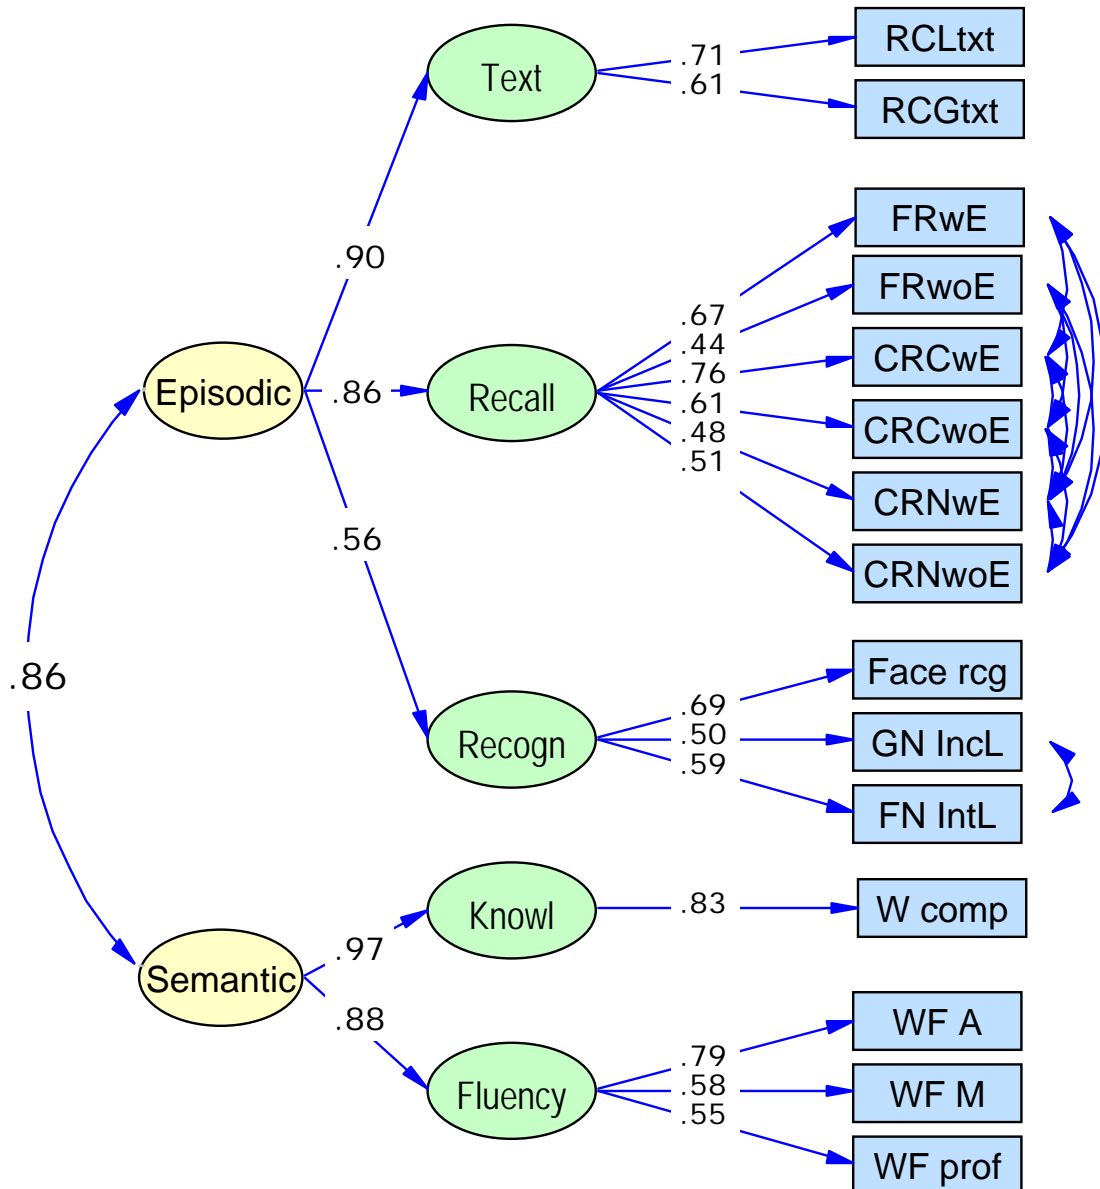 RCLtxt
.71
Text
.61
RCGtxt
FRwE
.90
FRwoE
.67
.44
CRCwE
.76
Episodic
.86
Recall
.61
CRCwoE
.48
.51
CRNwE
.56
CRNwoE
.86
Face rcg
.69
Recogn
.50
GN IncL
.59
FN IntL
Knowl
.83
W comp
.97
Semantic
.88
WF A
.79
Fluency
.58
WF M
.55
WF prof